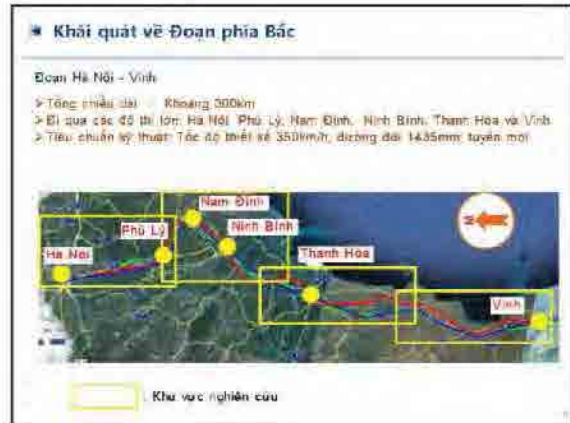 Khái quát về Đoạn phía Bắc
Đoạn Hà Nội - Vinh
➢ Tổng chiều dài : Khoảng 300km
➢ Đi qua các đô thị lớn: Hà Nội, Phủ Lý, Nam Định, Ninh Bình, Thanh Hóa và Vinh
➢ Tiêu chuẩn kỹ thuật: Tốc độ thiết kế 350km/h, đường đôi 1435mm, tuyến mới
Nam Định
N
Phủ Lý
Ninh Bình
Hà Nội
Thanh Hóa
Vinh
: Khu vực nghiên cứu